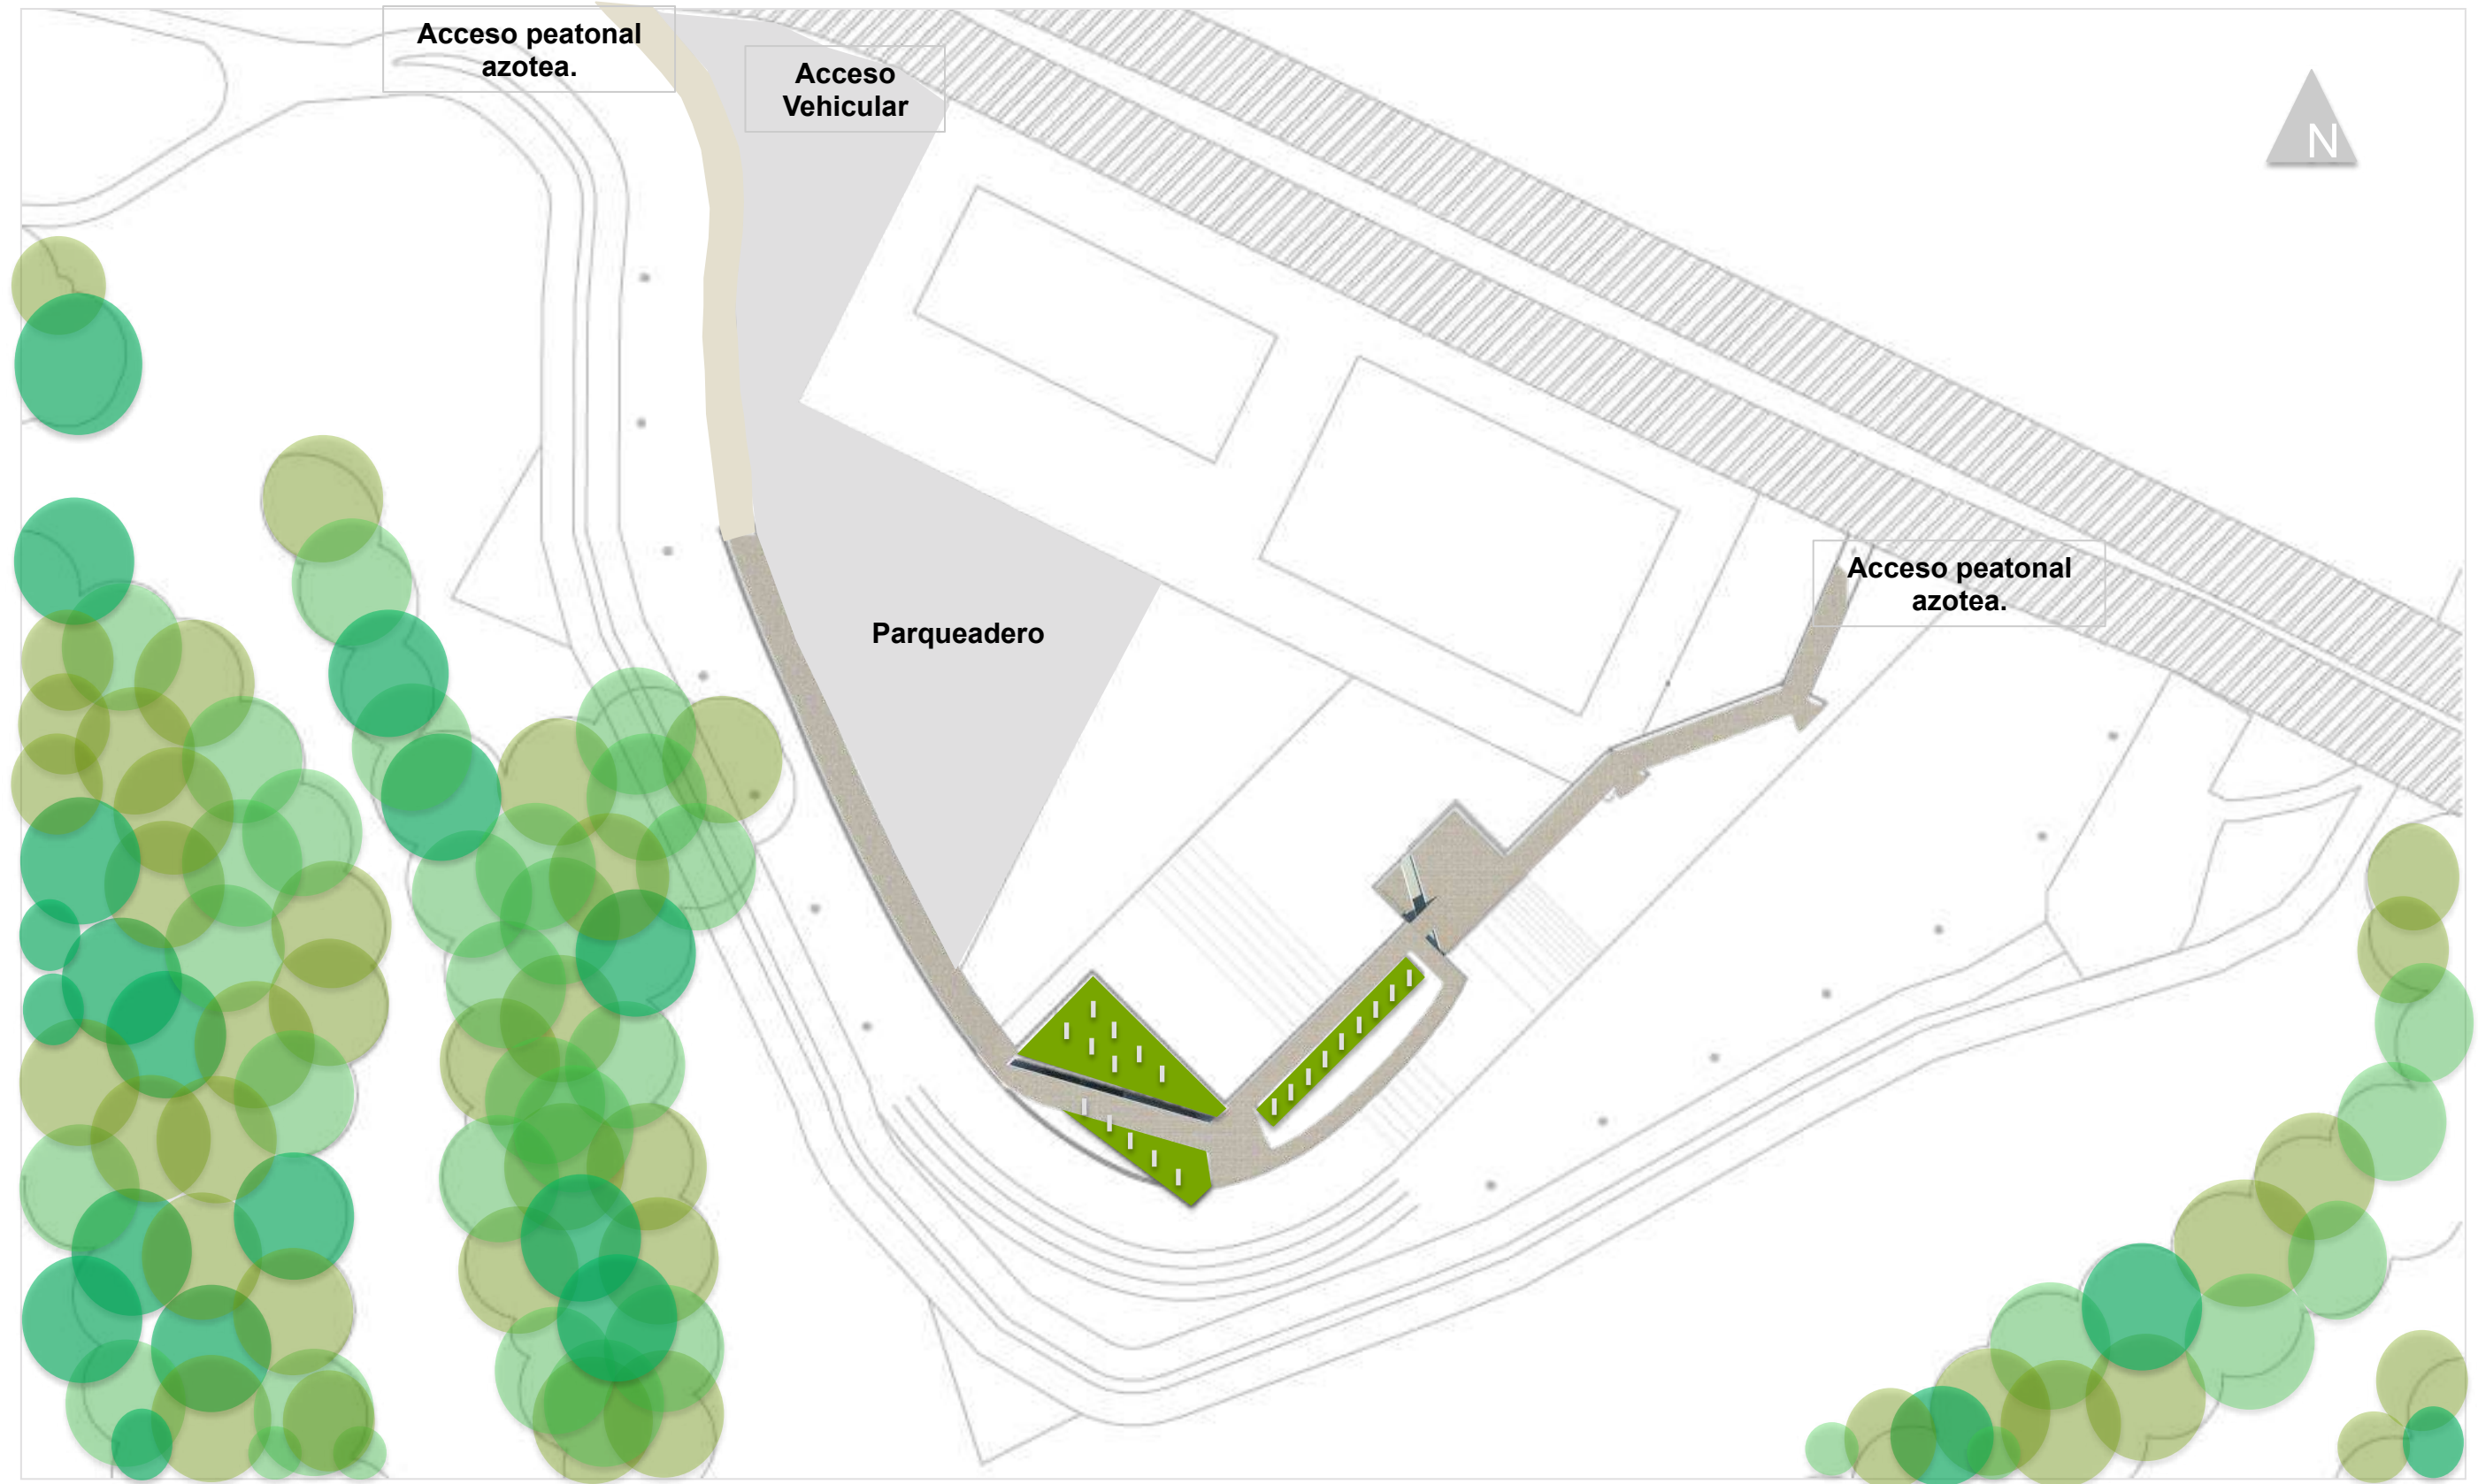 Acceso peatonal
azotea.
Acceso
Vehicular
N
Acceso peatonal
azotea.
Parqueadero